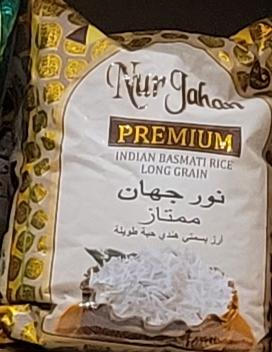 Nur Jahan
PREMIUM
INDIAN BASMATI RICE
LONG GRAIN
نور جهان
ممتاز
أرز بسمتي هندي حبة طويلة